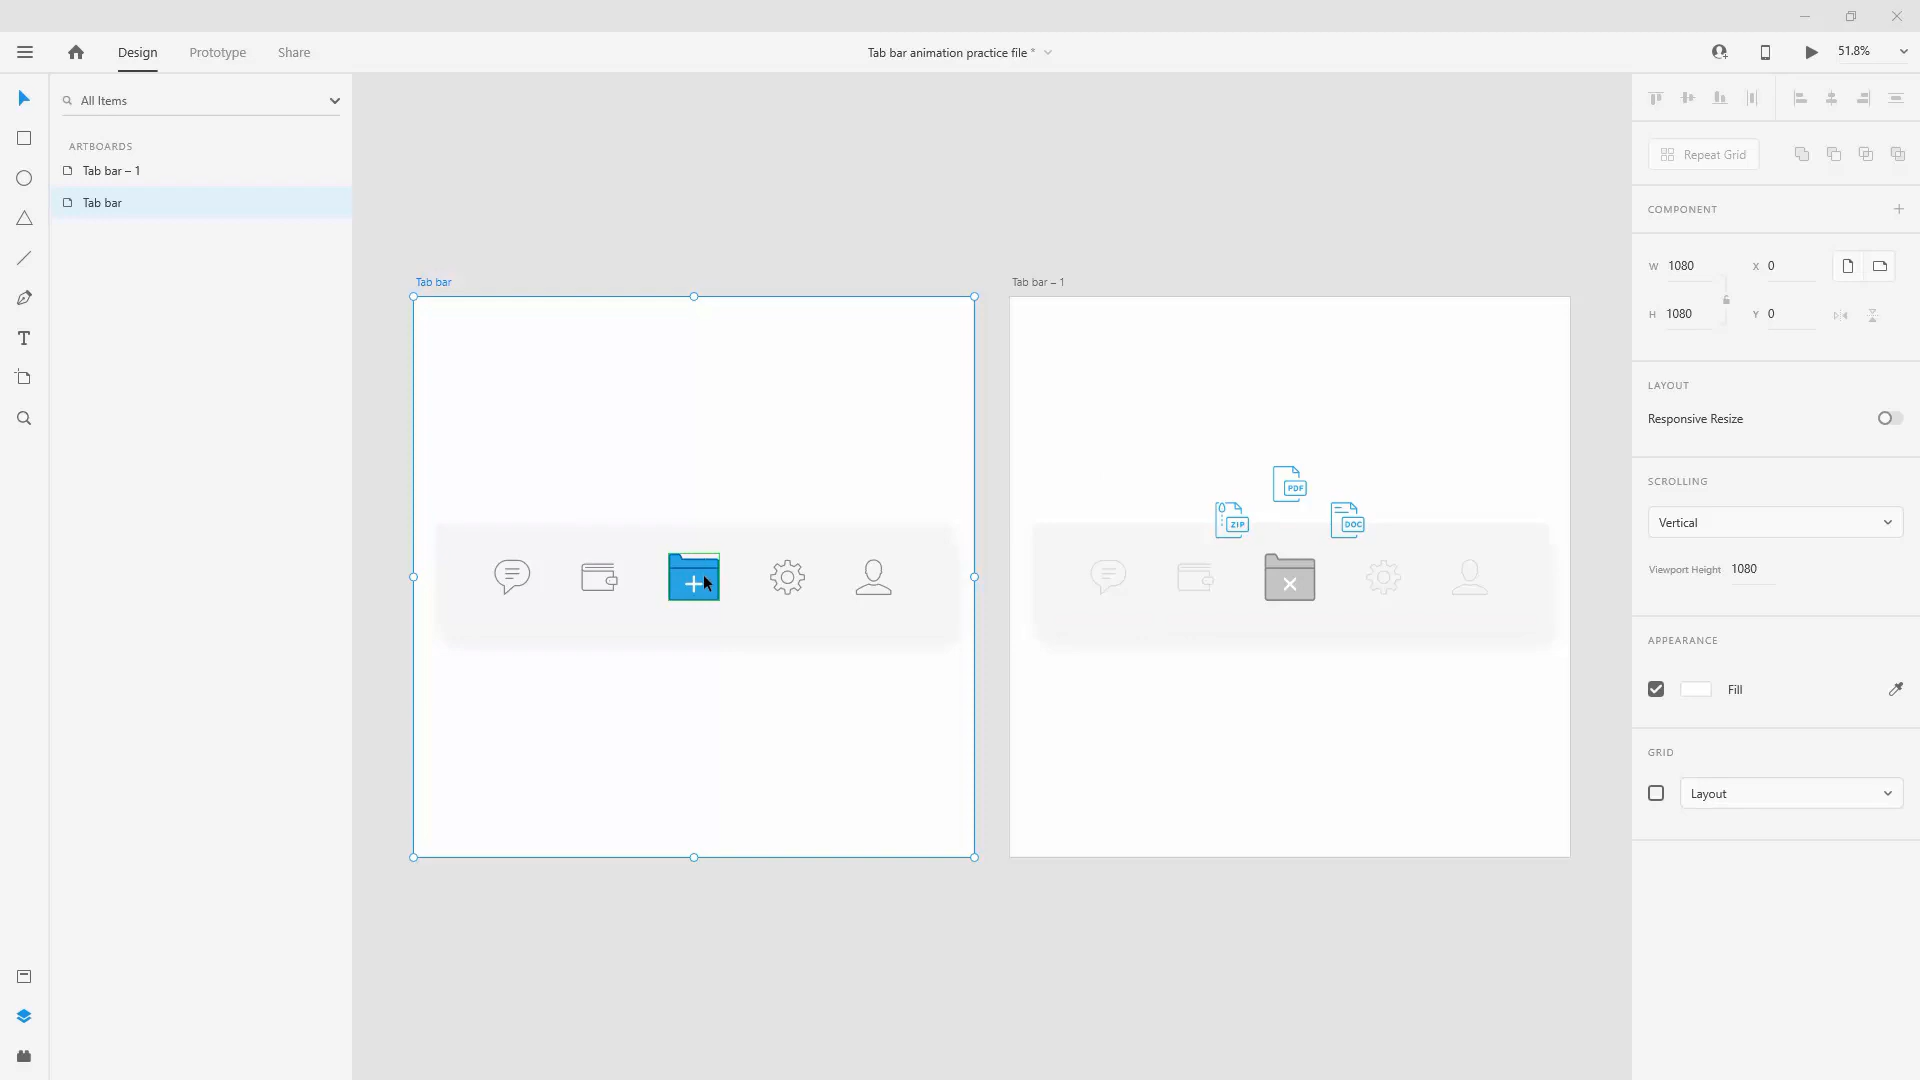 Design
Prototype
Share
Tab bar animation practice file *
51.8%
All Items
ARTBOARDS
Tab bar – 1
Tab bar
Tab bar
Tab bar – 1
PDF
ZIP
DOC
Repeat Grid
COMPONENT
W 1080
X 0
H 1080
Y 0
LAYOUT
Responsive Resize
SCROLLING
Vertical
Viewport Height 1080
APPEARANCE
Fill
GRID
Layout